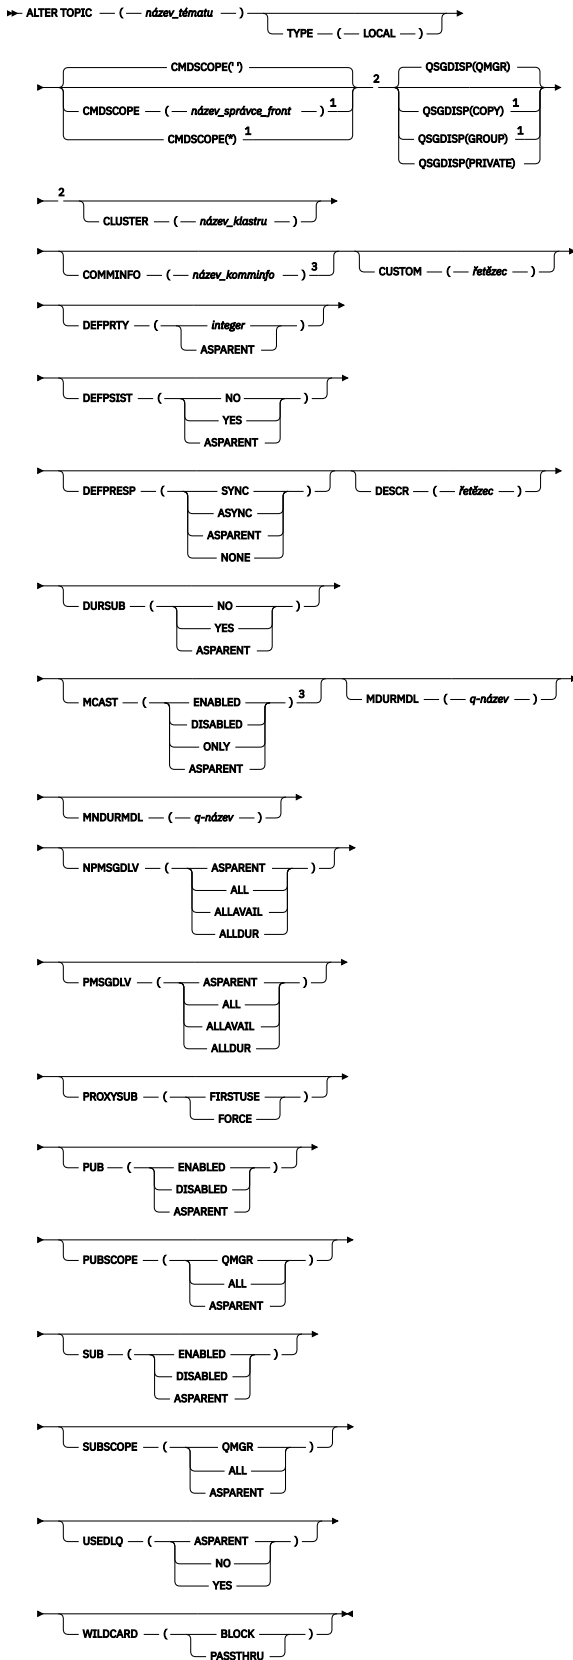 ALTER TOPIC ( název_tématu )
TYPE ( LOCAL )
CMDSCOPE(' ')
CMDSCOPE ( název_správce_front ) 1
CMDSCOPE(*) 1
2
QSGDISP(QMGR)
QSGDISP(COPY) 1
QSGDISP(GROUP) 1
QSGDISP(PRIVATE)
2
CLUSTER ( název_klastru )
COMMINFO ( název_komminfo ) 3
CUSTOM ( řetězec )
DEFPRTY ( integer )
ASPARENT
DEFPSIST ( NO )
YES
ASPARENT
DEFPRESP ( SYNC )
ASYNC
ASPARENT
NONE
DESCR ( řetězec )
DURSUB ( NO )
YES
ASPARENT
MCAST ( ENABLED ) 3
DISABLED
ONLY
ASPARENT
MDURMDL ( q-název )
MNDURMDL ( q-název )
NPMSGDLV ( ASPARENT )
ALL
ALLAVAIL
ALLDUR
PMSGDLV ( ASPARENT )
ALL
ALLAVAIL
ALLDUR
PROXYSUB ( FIRSTUSE )
FORCE
PUB ( ENABLED )
DISABLED
ASPARENT
PUBSCOPE ( QMGR )
ALL
ASPARENT
SUB ( ENABLED )
DISABLED
ASPARENT
SUBSCOPE ( QMGR )
ALL
ASPARENT
USEDLQ ( ASPARENT )
NO
YES
WILDCARD ( BLOCK )
PASSTHRU